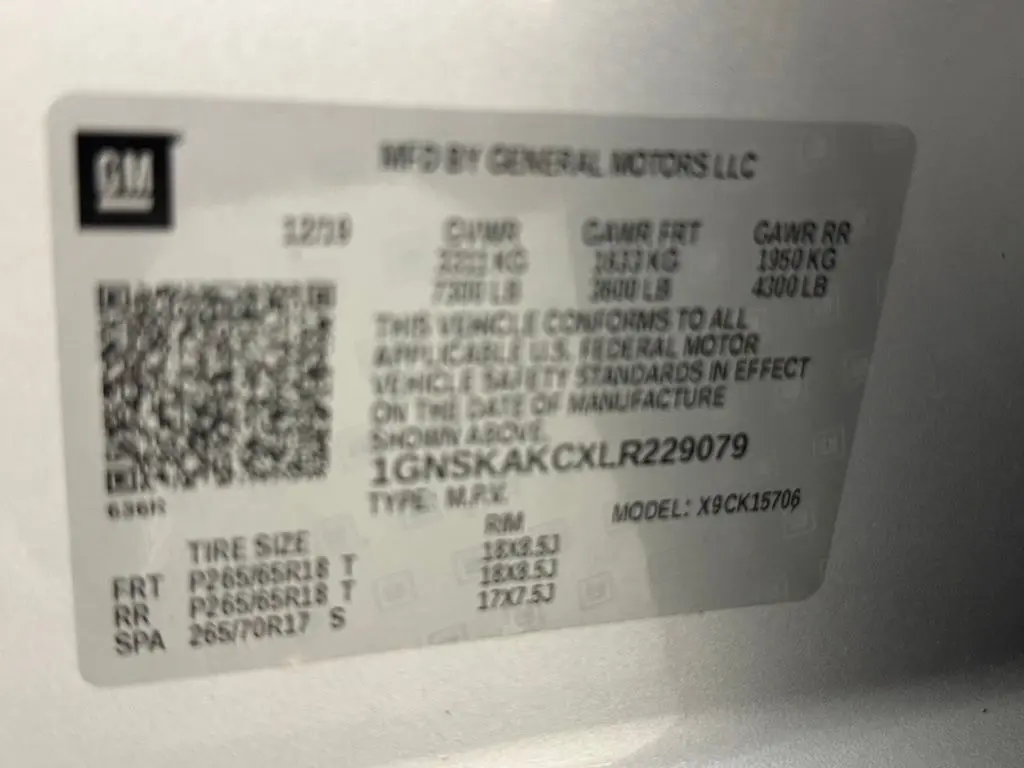 GM
MFD BY GENERAL MOTORS LLC
12/19
GVWR GAWR FRT GAWR RR
KG 1633 KG 1950 KG
7300 LB 3600 LB 4300 LB
THIS VEHICLE CONFORMS TO ALL
APPLICABLE U.S. FEDERAL MOTOR
VEHICLE SAFETY STANDARDS IN EFFECT
ON THE DATE OF MANUFACTURE
SHOWN ABOVE.
1GNSKAKCXLR229079
TYPE: M.P.V. MODEL: X9CK15706
636R
TIRE SIZE RIM
FRT P265/65R18 T 18X8.5J
RR P265/65R18 T 18X8.5J
SPA 265/70R17 S 17X7.5J